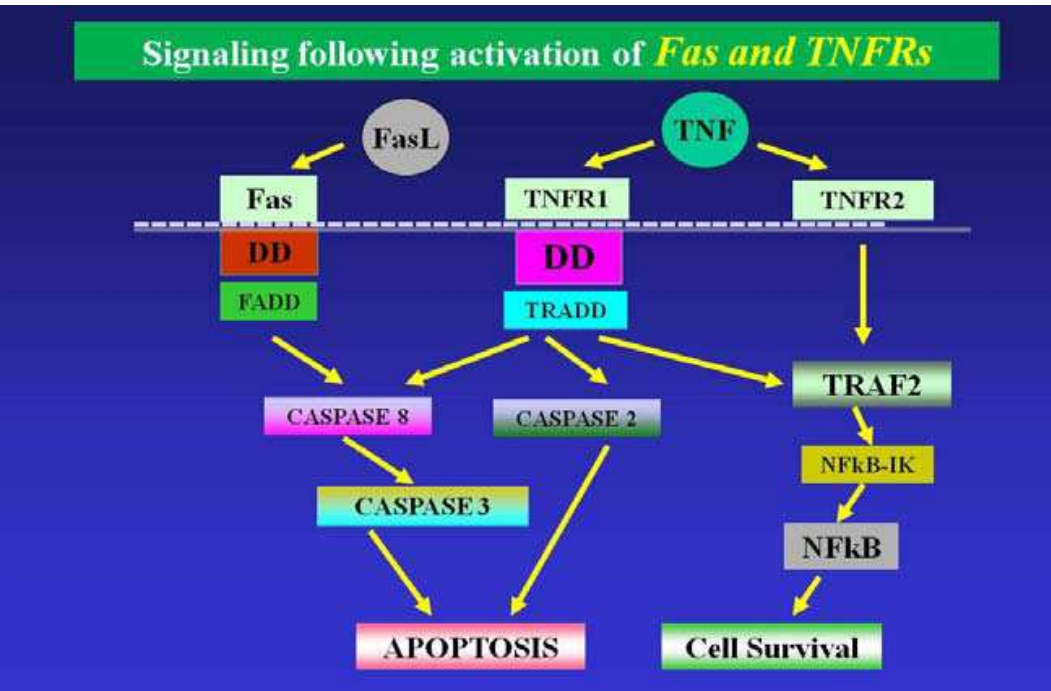 Signaling following activation of Fas and TNFRs
FasL
TNF
Fas
TNFR1
TNFR2
DD
DD
FADD
TRADD
TRAF2
CASPASE 8
CASPASE 2
NFkB-IK
CASPASE 3
NFkB
APOPTOSIS
Cell Survival